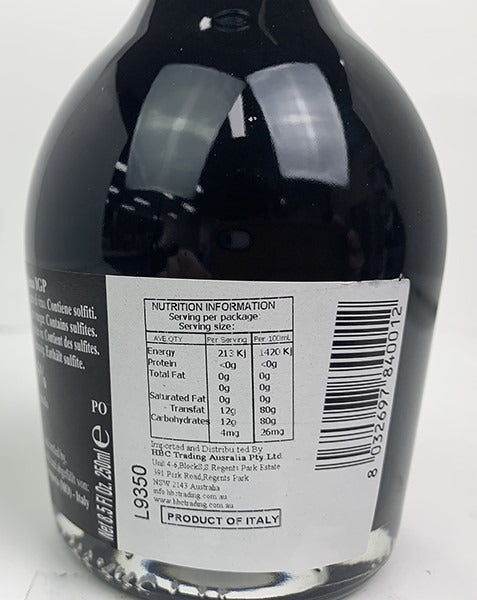 IGP
Contiene solfiti.
Contains sulfites.
Contient des sulfites.
Enthält sulfite.
PO
Net 8.5 Fl Oz. 250ml e
- Italy
NUTRITION INFORMATION
Serving per package
Serving size:
AVE.QTY Per Serving Per 100mL
Energy 213 KJ 1420 KJ
Protein <0g <0g
Total Fat 0g 0g
- 0g 0g
Saturated Fat 0g 0g
- Transfat 12g 80g
Carbohydrates 12g 80g
4mg 26mg
Imported and Distributed By
HBC Trading Ausralia Pty. Ltd.
Unit 4-6,Block8,8 Regents Park Estate
391 Park Road,Regents Park
NSW 2143 Australia
info hbctrading.com.au
www.hbctrading.com.au
PRODUCT OF ITALY
L9350
8 032697 840012